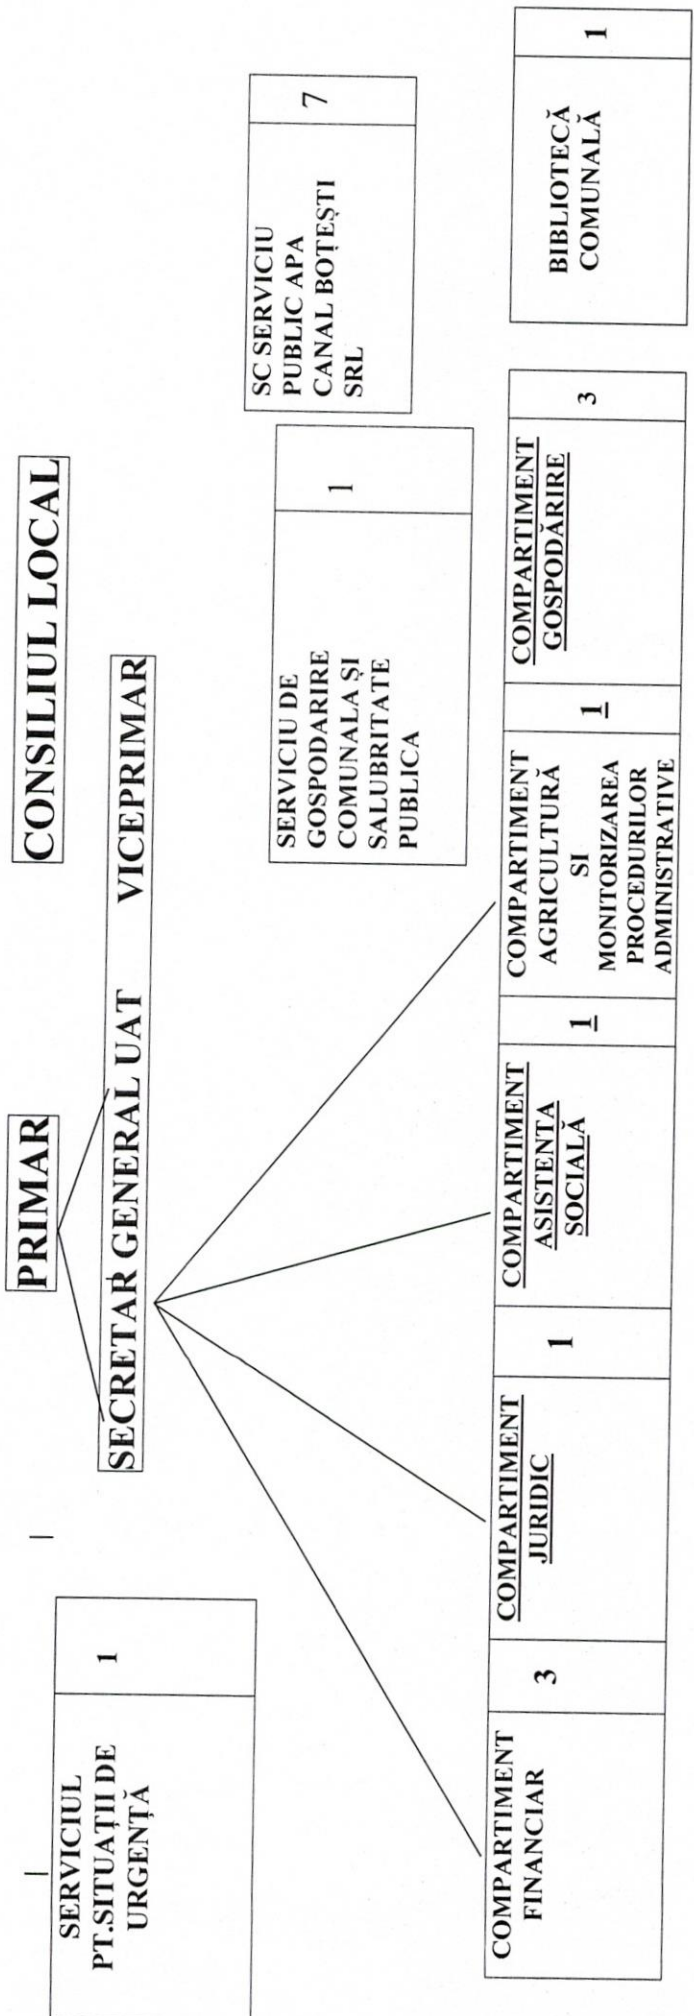 PRIMAR
CONSILIUL LOCAL
SECRETAR GENERAL UAT VICEPRIMAR
SERVICIUL
PT.SITUAȚII DE
URGENȚĂ
1
SERVICIU DE
GOSPODARIRE
COMUNALA ȘI
SALUBRITATE
PUBLICA
1
SC SERVICIU
PUBLIC APA
CANAL BOȚEȘTI
SRL
7
COMPARTIMENT
FINANCIAR
3
COMPARTIMENT
JURIDIC
1
COMPARTIMENT
ASISTENTA
SOCIALĂ
1
COMPARTIMENT
AGRICULTURĂ
SI
MONITORIZAREA
PROCEDURILOR
ADMINISTRATIVE
1
COMPARTIMENT
GOSPODĂRIRE
3
BIBLIOTECĂ
COMUNALĂ
1